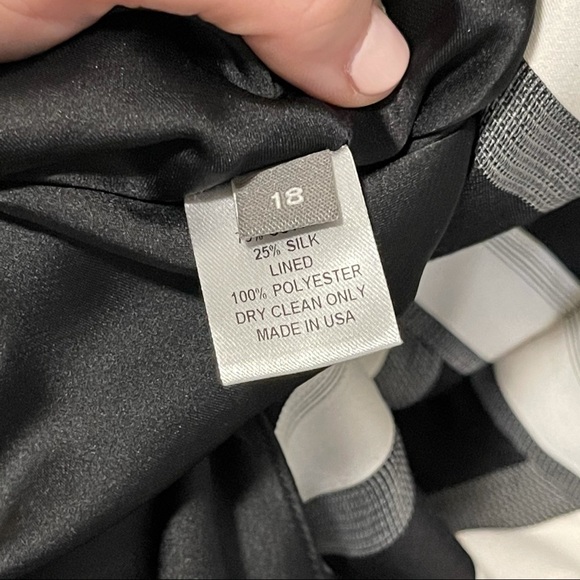 18
25% SILK
LINED
100% POLYESTER
DRY CLEAN ONLY
MADE IN USA